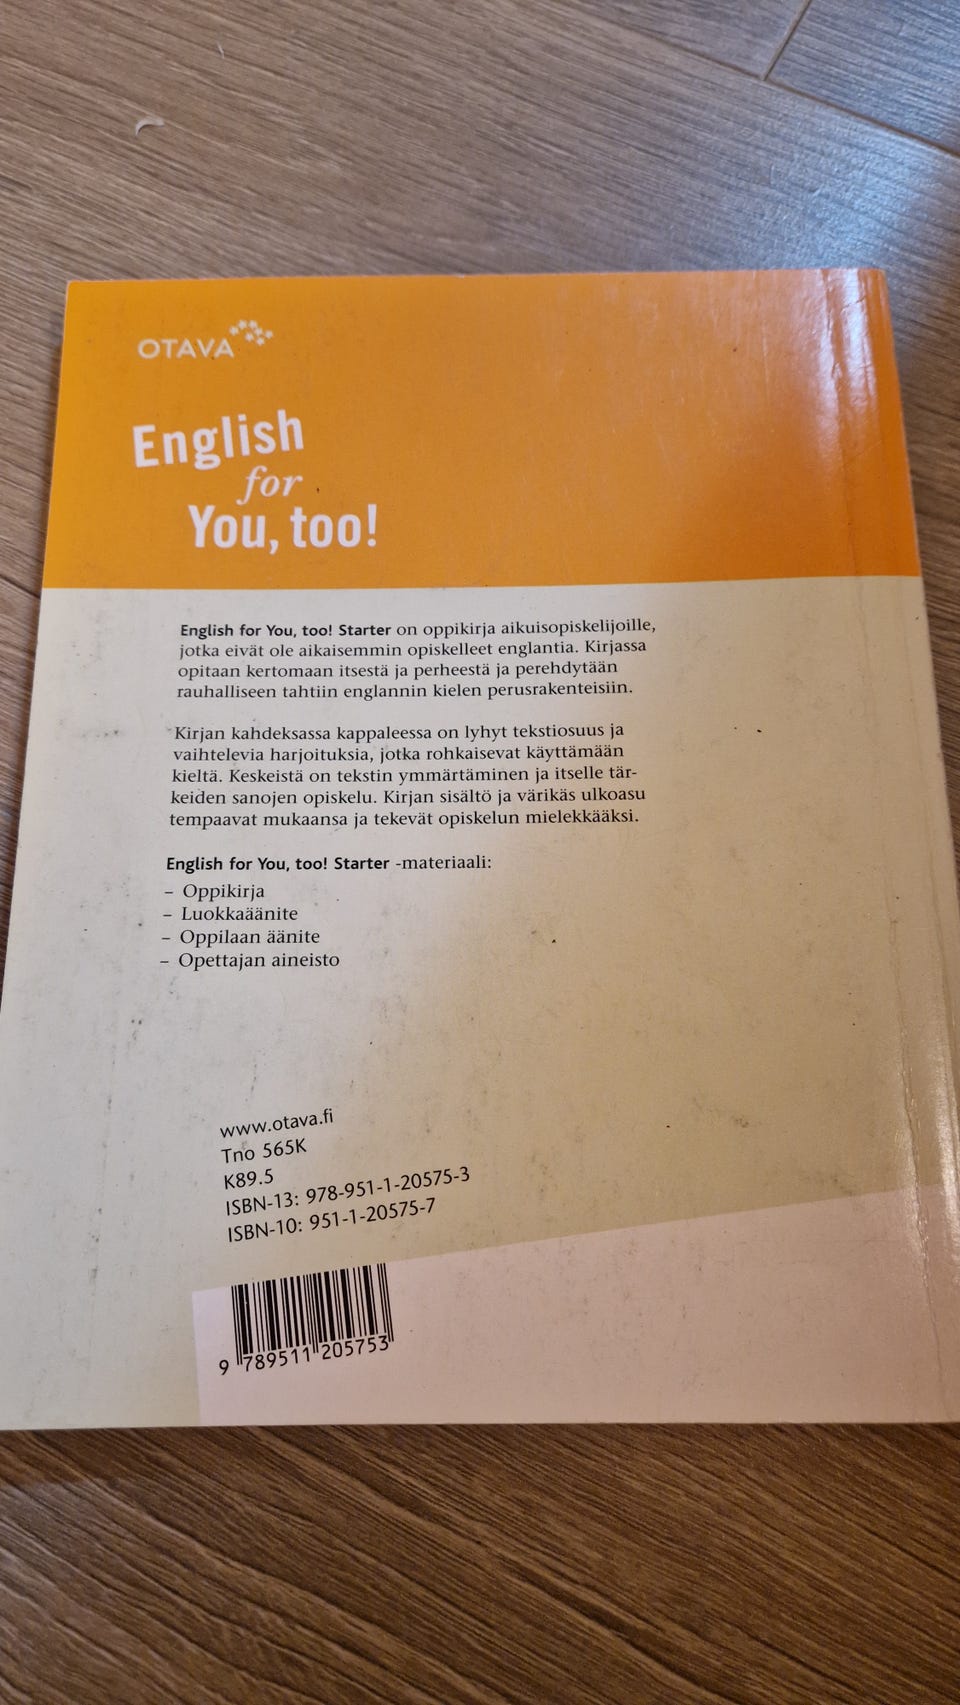 OTAVA
English
for
You, too!
English for You, too! Starter on oppikirja aikuisopiskelijoille,
jotka eivät ole aikaisemmin opiskelleet englantia. Kirjassa
opitaan kertomaan itsestä ja perheestä ja perehdytään
rauhalliseen tahtiin englannin kielen perusrakenteisiin.
Kirjan kahdeksassa kappaleessa on lyhyt tekstiosuus ja
vaihtelevia harjoituksia, jotka rohkaisevat käyttämään
kieltä. Keskeistä on tekstin ymmärtäminen ja itselle tär-
keiden sanojen opiskelu. Kirjan sisältö ja värikäs ulkoasu
tempaavat mukaansa ja tekevät opiskelun mielekkääksi.
English for You, too! Starter -materiaali:
– Oppikirja
– Luokkaäänite
– Oppilaan äänite
– Opettajan aineisto
www.otava.fi
Tno 565K
K89.5
ISBN-13: 978-951-1-20575-3
ISBN-10: 951-1-20575-7
9 789511 205753